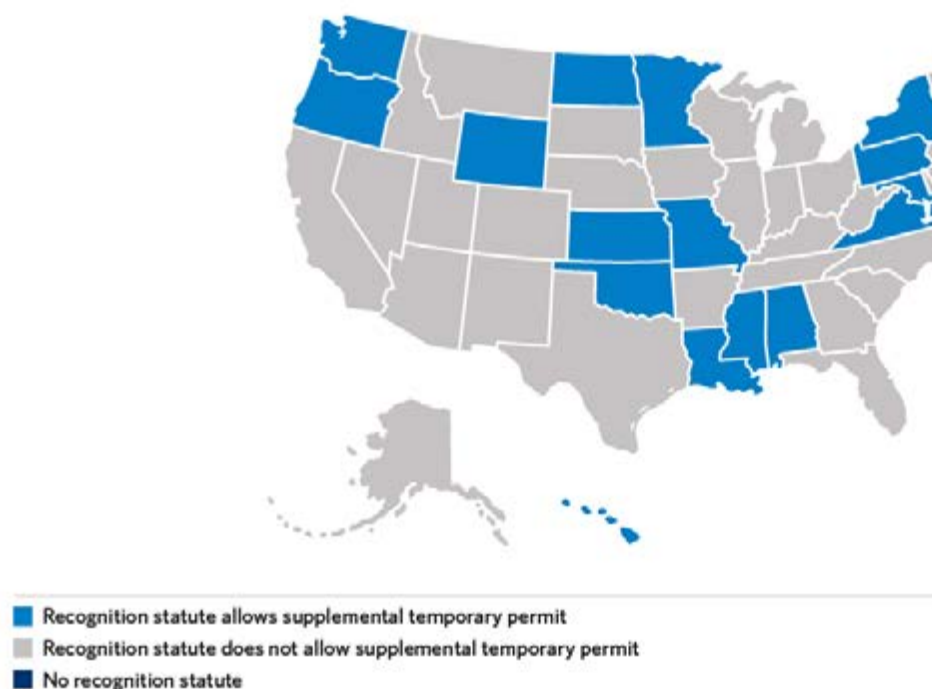 Recognition statute allows supplemental temporary permit
Recognition statute does not allow supplemental temporary permit
No recognition statute